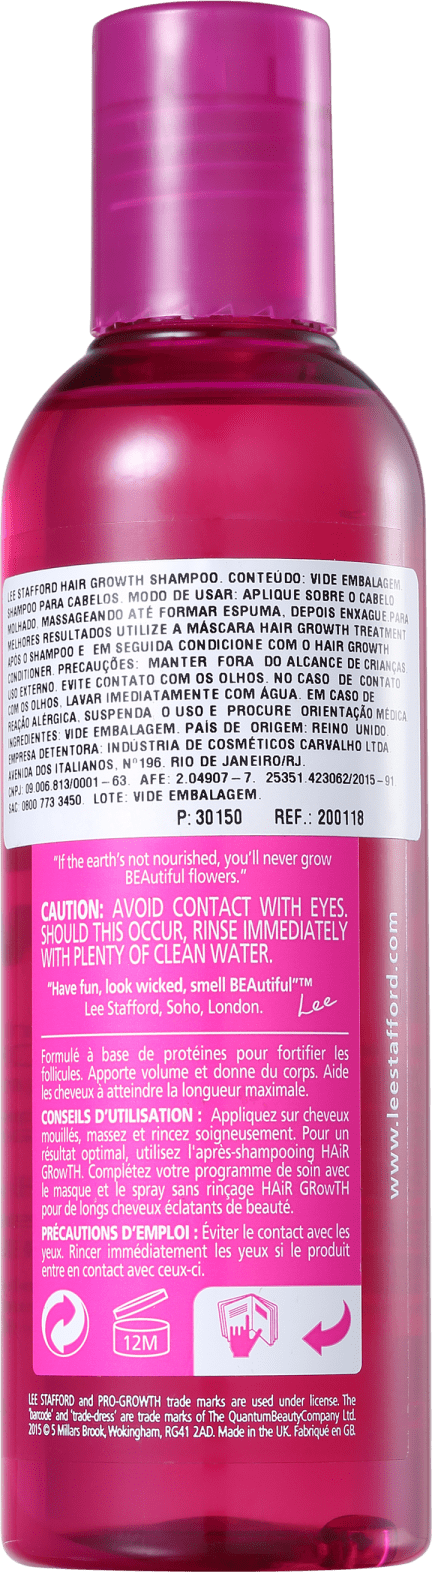 LEE STAFFORD HAIR GROWTH SHAMPOO. CONTEÚDO: VIDE EMBALAGEM.
SHAMPOO PARA CABELOS. MODO DE USAR: APLIQUE SOBRE O CABELO
MOLHADO. MASSAGEANDO ATÉ FORMAR ESPUMA, DEPOIS ENXAGUE.PARA
MELHORES RESULTADOS UTILIZE A MÁSCARA HAIR GROWTH TREATMENT
APÓS O SHAMPOO E EM SEGUIDA CONDICIONE COM O HAIR GROWTH
CONDITIONER. PRECAUÇÕES: MANTER FORA DO ALCANCE DE CRIANÇAS.
USO EXTERNO. EVITE CONTATO COM OS OLHOS. NO CASO DE CONTATO
COM OS OLHOS, LAVAR IMEDIATAMENTE COM ÁGUA. EM CASO DE
REAÇÃO ALÉRGICA, SUSPENDA O USO E PROCURE ORIENTAÇÃO MÉDICA
INGREDIENTES: VIDE EMBALAGEM. PAÍS DE ORIGEM: REINO UNIDO.
EMPRESA DETENTORA: INDÚSTRIA DE COSMÉTICOS CARVALHO LTDA
AVENIDA DOS ITALIANOS, Nº196. RIO DE JANEIRO/RJ.
CNPJ: 09.006.813/0001-63. AFE: 2.04907-7. 25351.423062/2015-91
SAC: 0800 773 3450. LOTE: VIDE EMBALAGEM.
P: 30150 REF.: 200118
"If the earth's not nourished, you'll never grow
BEAutiful flowers."
CAUTION: AVOID CONTACT WITH EYES.
SHOULD THIS OCCUR, RINSE IMMEDIATELY
WITH PLENTY OF CLEAN WATER.
"Have fun, look wicked, smell BEAutiful"™
Lee Stafford, Soho, London. Lee
Formulé à base de protéines pour fortifier les
follicules. Apporte volume et donne du corps. Aide
les cheveux à atteindre la longueur maximale.
CONSEILS D'UTILISATION : Appliquez sur cheveux
mouillés, massez et rincez soigneusement. Pour un
résultat optimal, utilisez l'après-shampooing HAiR
GRowTH. Complétez votre programme de soin avec
le masque et le spray sans rinçage HAiR GRowTH
pour de longs cheveux éclatants de beauté.
PRÉCAUTIONS D'EMPLOI : Éviter le contact avec les
yeux. Rincer immédiatement les yeux si le produit
entre en contact avec ceux-ci.
12M
LEE STAFFORD and PRO-GROWTH trade marks are used under license. The
'barcode' and 'trade-dress' are trade marks of The QuantumBeautyCompany Ltd.
2015 © 5 Millars Brook, Wokingham, RG41 2AD. Made in the UK. Fabriqué en GB.
www.leestafford.com